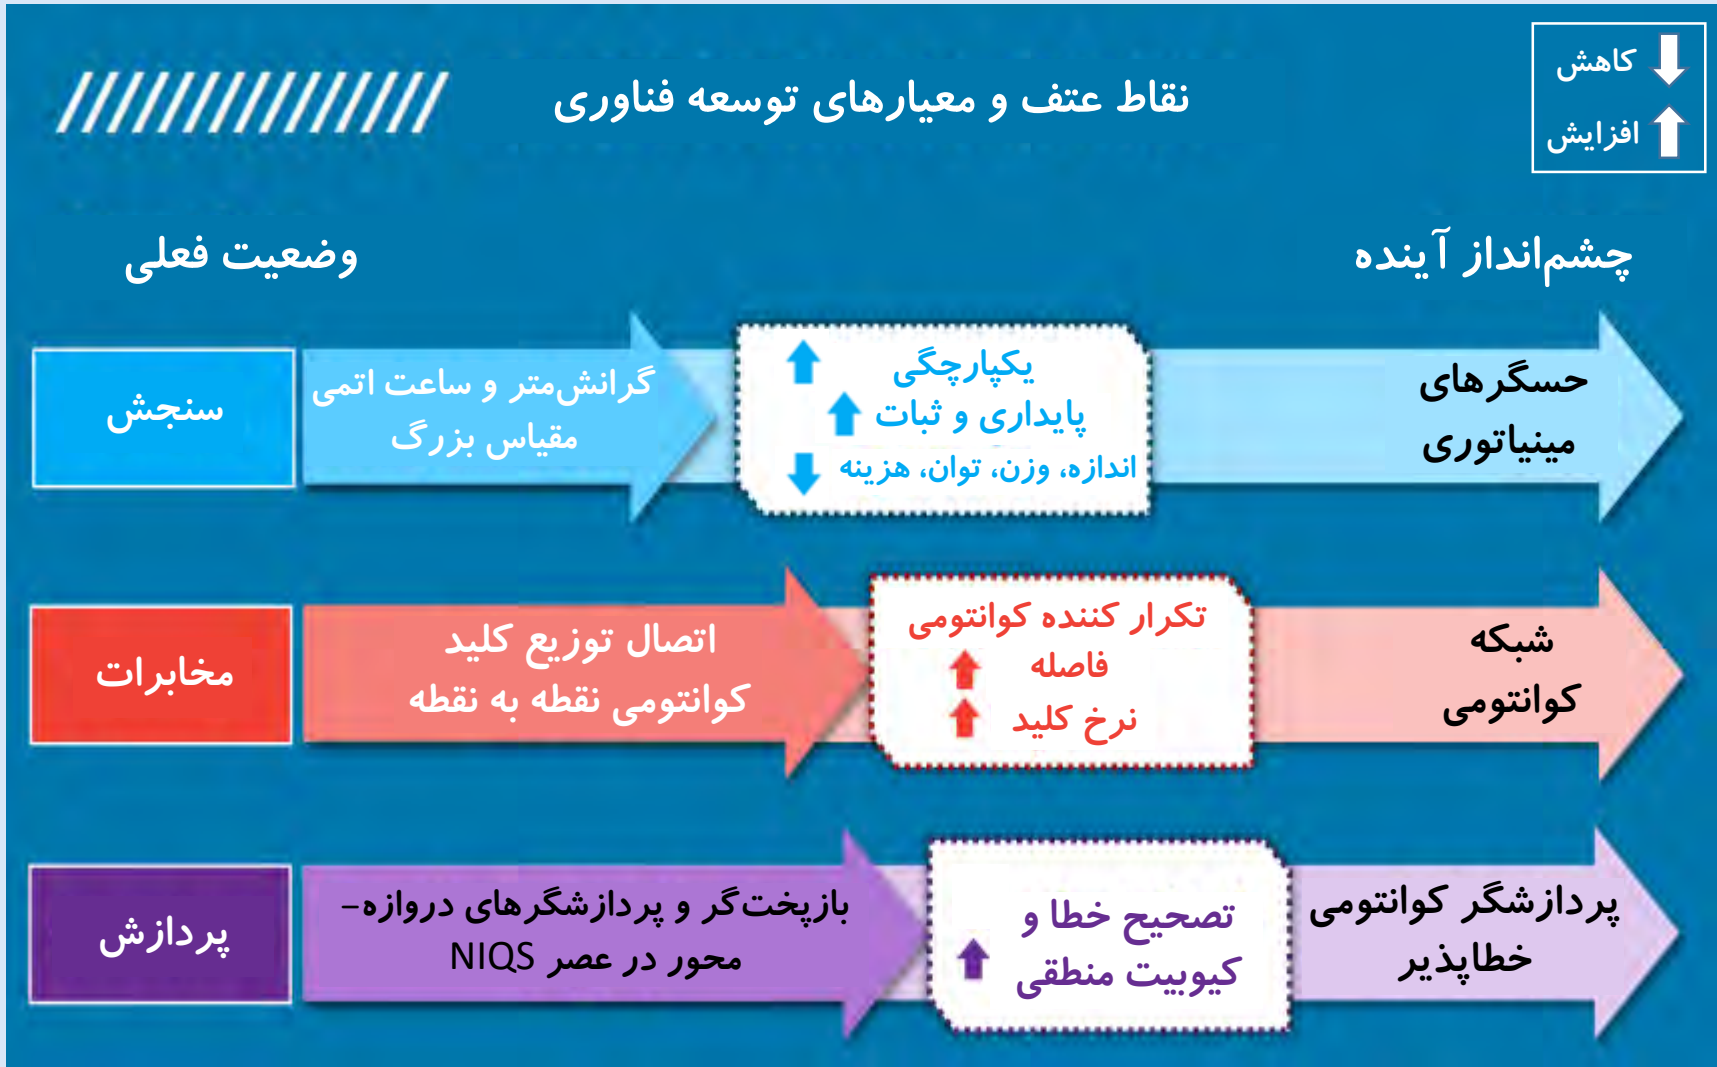 نقاط عتف و معیارهای توسعه فناوری
کاهش
افزایش
چشم‌انداز آینده
وضعیت فعلی
سنجش
گرانش‌متر و ساعت اتمی
مقیاس بزرگ
یکپارچگی
پایداری و ثبات
اندازه، وزن، توان، هزینه
حسگرهای
مینیاتوری
مخابرات
اتصال توزیع کلید
کوانتومی نقطه به نقطه
تکرار کننده کوانتومی
فاصله
نرخ کلید
شبکه
کوانتومی
پردازش
بازپخت‌گر و پردازشگرهای دروازه-
محور در عصر NIQS
تصحیح خطا و
کیوبیت منطقی
پردازشگر کوانتومی
خطاپذیر